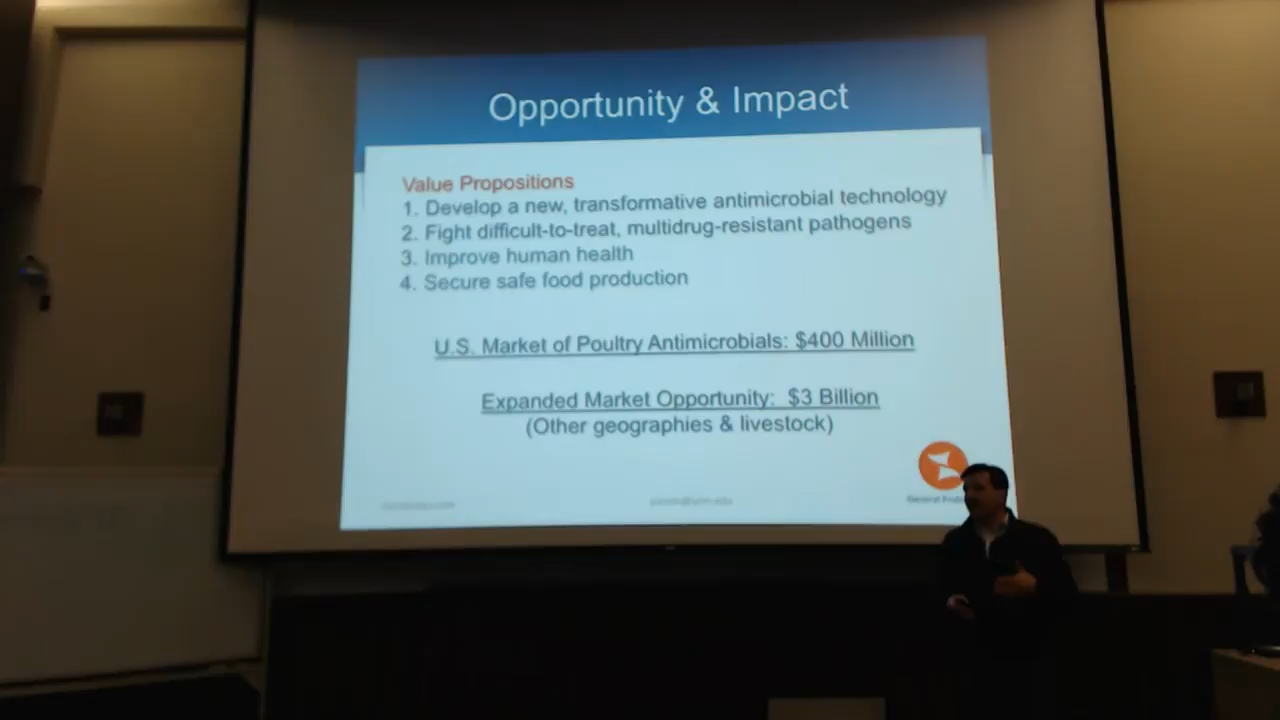 Opportunity & Impact
Value Propositions
1. Develop a new, transformative antimicrobial technology
2. Fight difficult-to-treat, multidrug-resistant pathogens
3. Improve human health
4. Secure safe food production
U.S. Market of Poultry Antimicrobials: $400 Million
Expanded Market Opportunity: $3 Billion
(Other geographies & livestock)
General